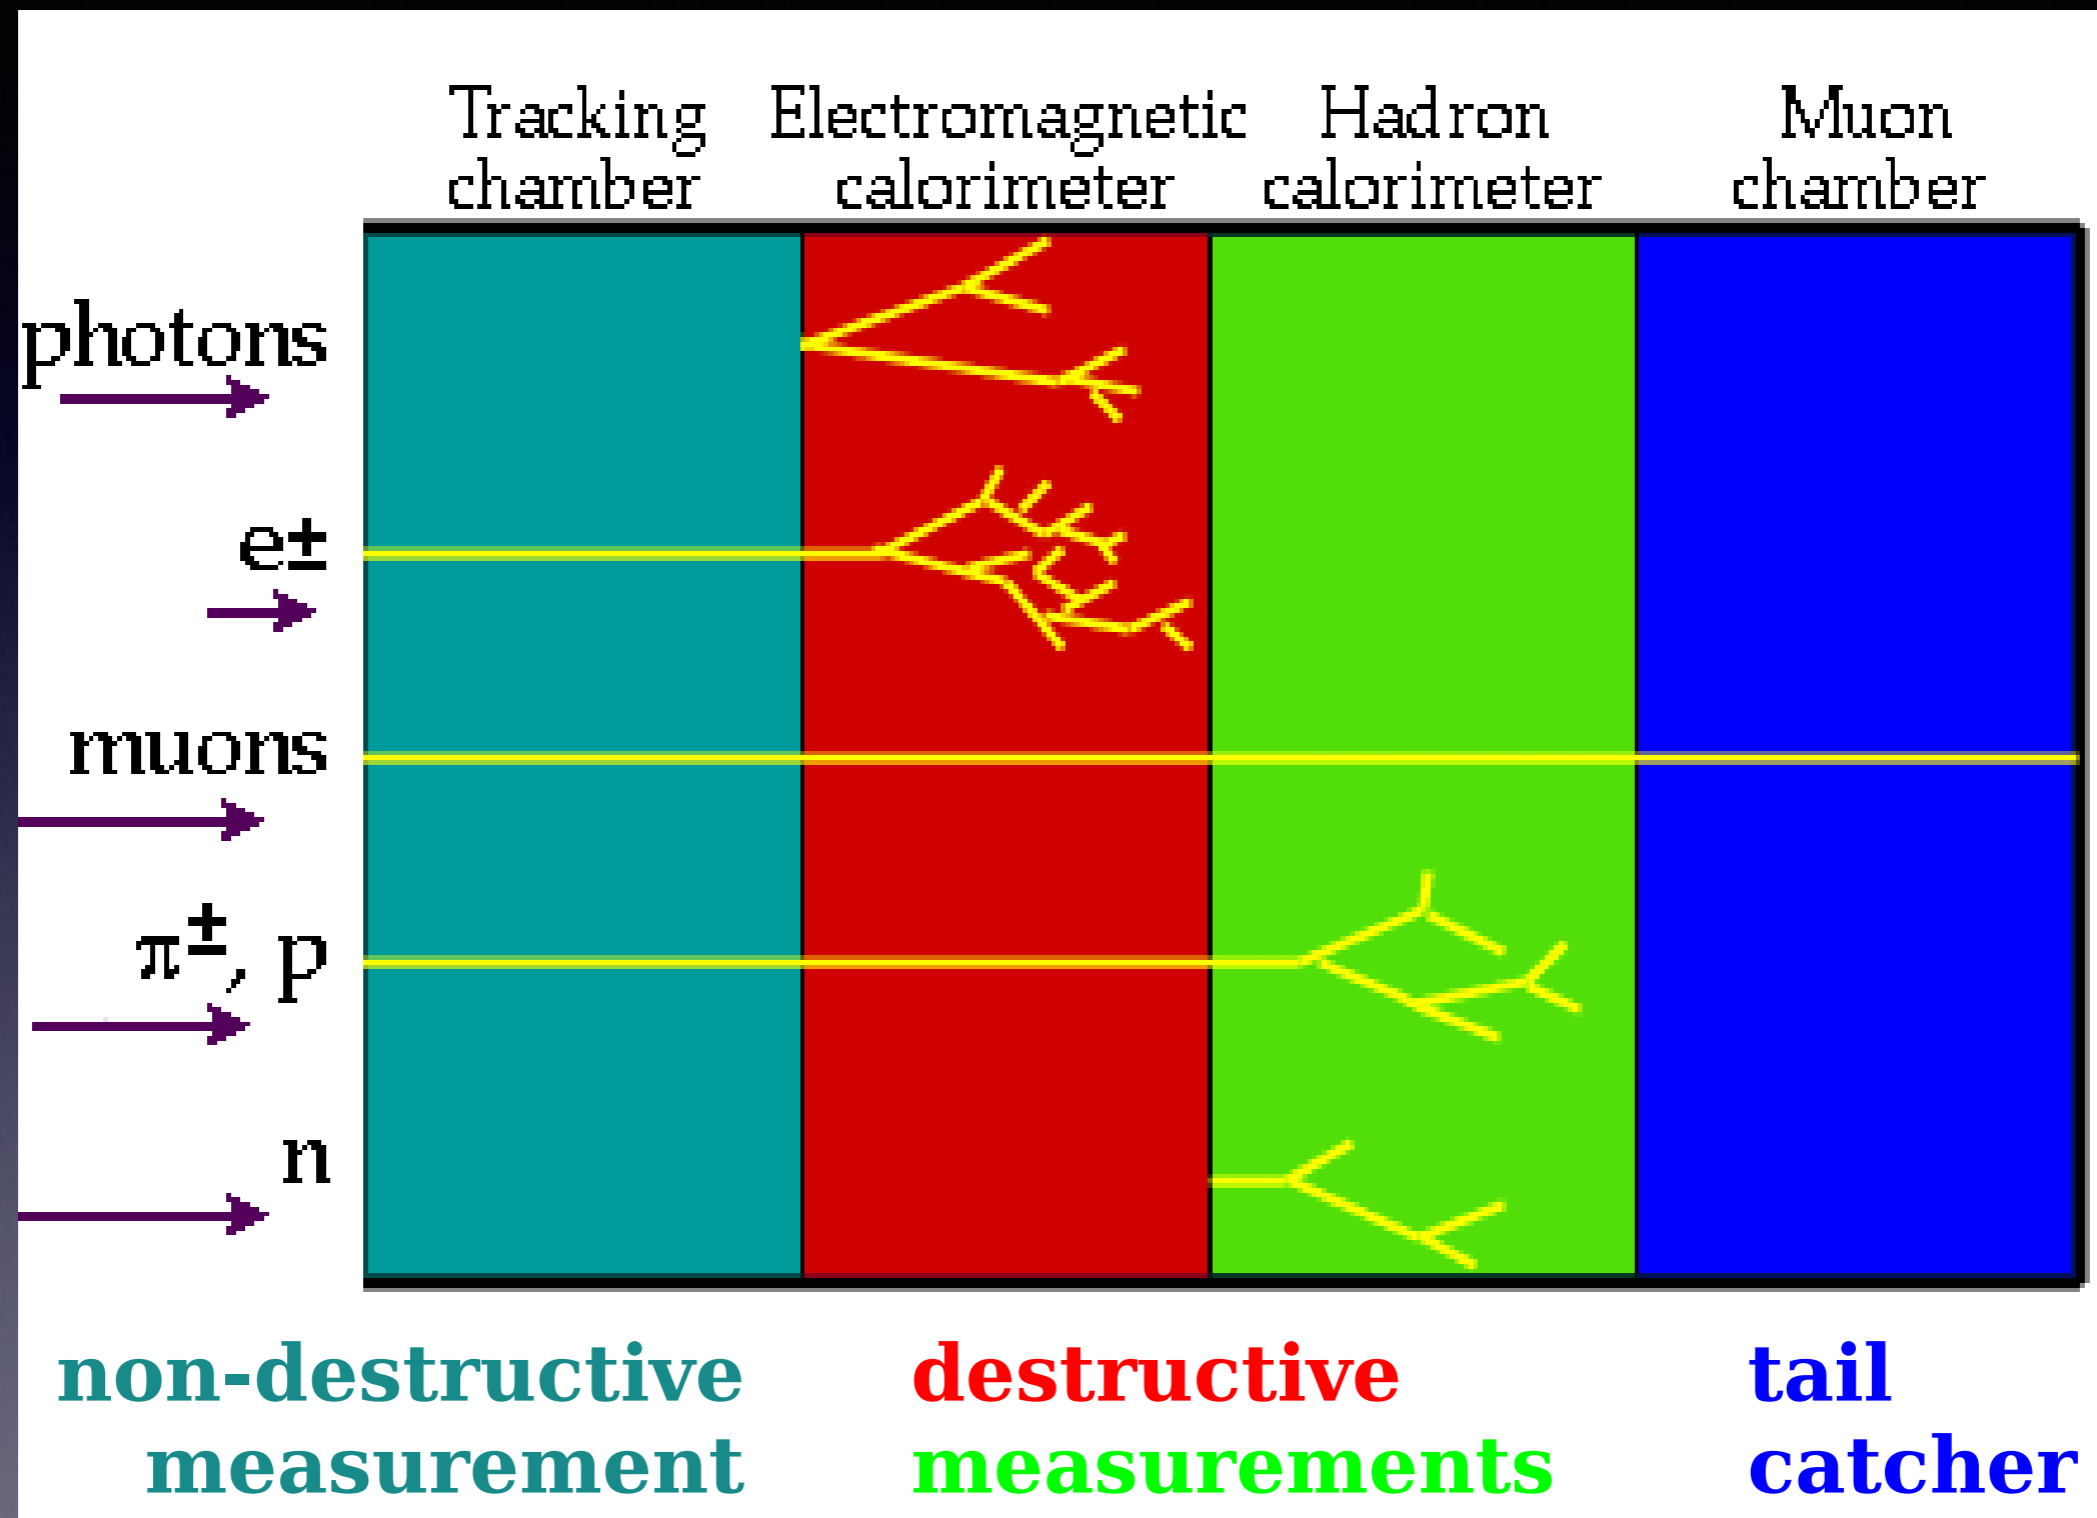 Tracking Electromagnetic Hadron Muon
chamber calorimeter calorimeter chamber
photons
e±
muons
π±, p
n
non-destructive destructive tail
measurement measurements catcher